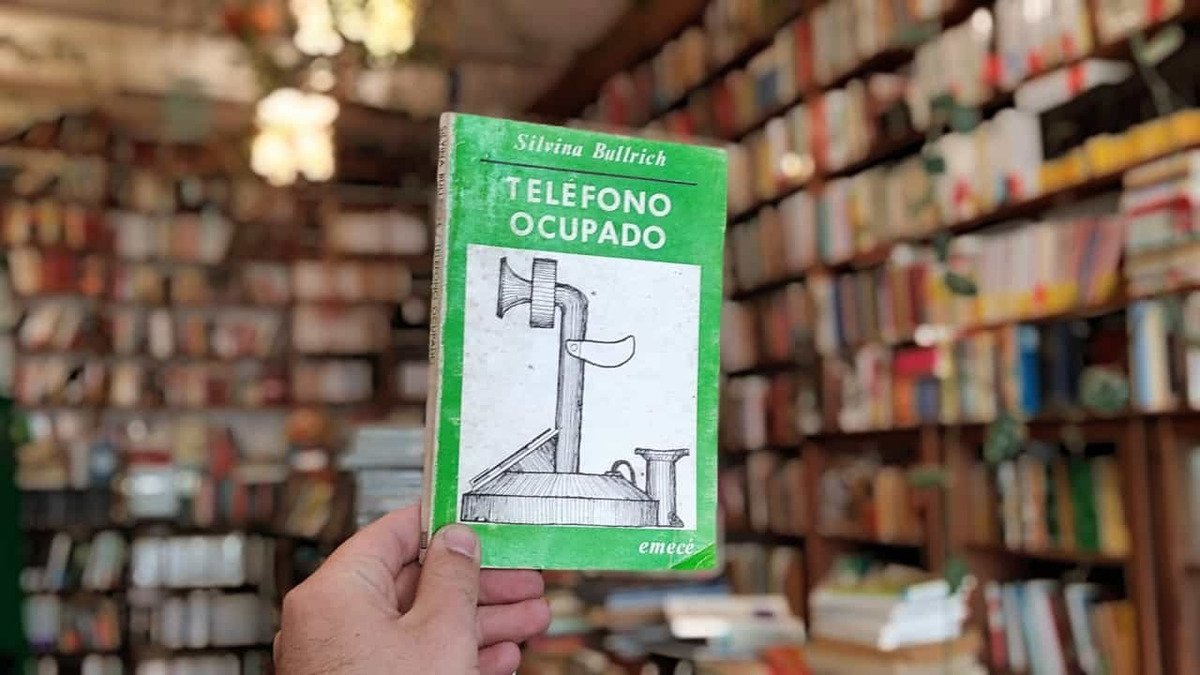 Silvina Bullrich
TELÉFONO
OCUPADO
emecé